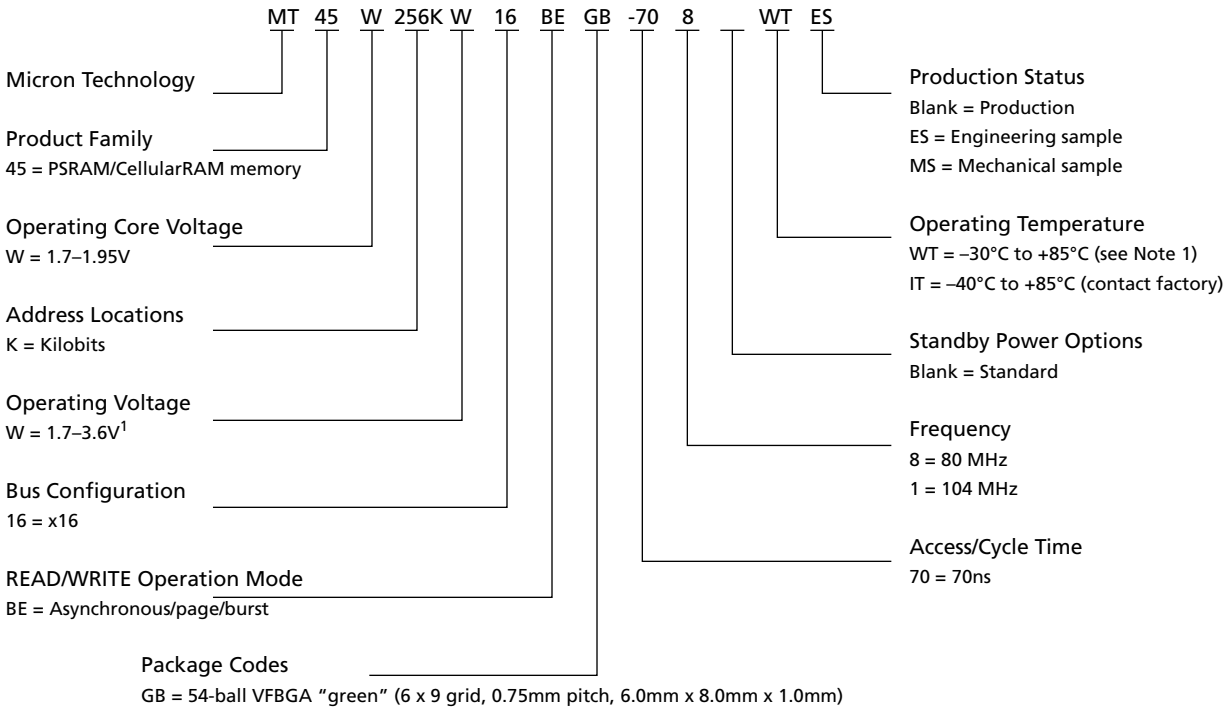 MT 45 W 256K W 16 BE GB -70 8 WT ES
Micron Technology
Product Family
45 = PSRAM/CellularRAM memory
Operating Core Voltage
W = 1.7–1.95V
Address Locations
K = Kilobits
Operating Voltage
W = 1.7–3.6V1
Bus Configuration
16 = x16
READ/WRITE Operation Mode
BE = Asynchronous/page/burst
Package Codes
GB = 54-ball VFBGA “green” (6 x 9 grid, 0.75mm pitch, 6.0mm x 8.0mm x 1.0mm)
Production Status
Blank = Production
ES = Engineering sample
MS = Mechanical sample
Operating Temperature
WT = –30°C to +85°C (see Note 1)
IT = –40°C to +85°C (contact factory)
Standby Power Options
Blank = Standard
Frequency
8 = 80 MHz
1 = 104 MHz
Access/Cycle Time
70 = 70ns